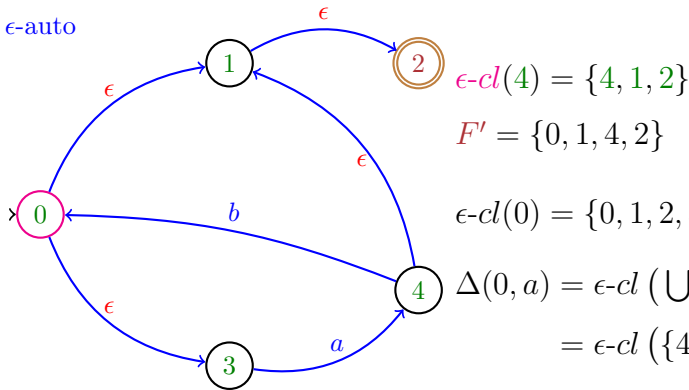 ϵ-auto
ϵ
1
2
ϵ-cl(4) = {4, 1, 2}
ϵ
F′ = {0, 1, 4, 2}
ϵ
0
b
ϵ-cl(0) = {0, 1, 2,
4
Δ(0, a) = ϵ-cl (⋃
ϵ
a
= ϵ-cl ({4
3